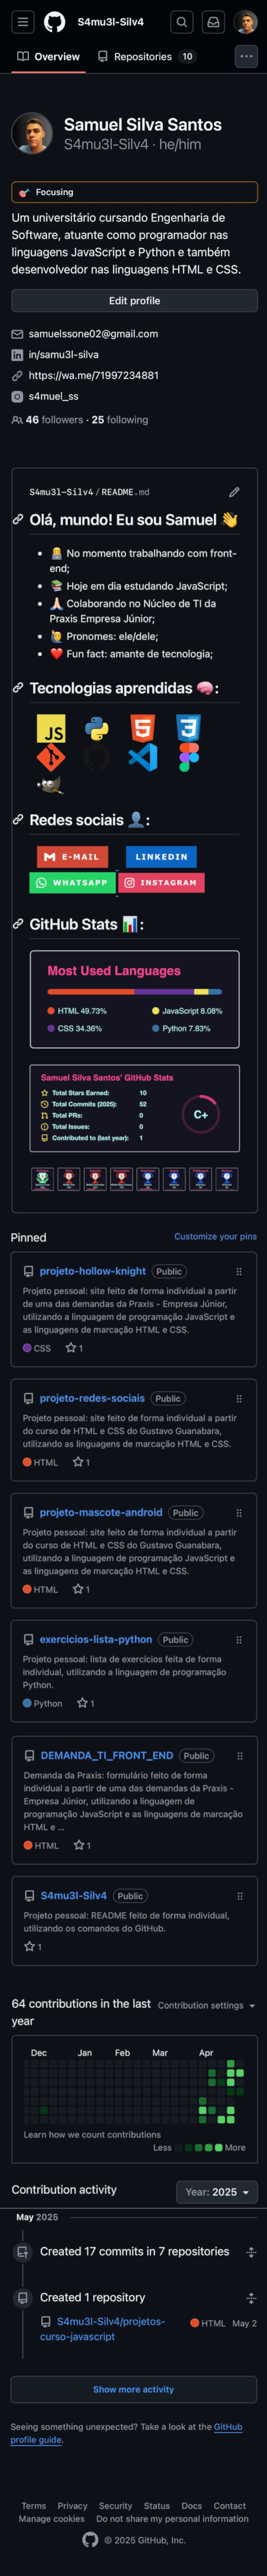 S4mu3l-Silv4
Overview
Repositories 10
Samuel Silva Santos
S4mu3l-Silv4 · he/him
🎯 Focusing
Um universitário cursando Engenharia de
Software, atuante como programador nas
linguagens JavaScript e Python e também
desenvolvedor nas linguagens HTML e CSS.
Edit profile
samuelssone02@gmail.com
in/samu3l-silva
https://wa.me/71997234881
s4muel_ss
46 followers · 25 following
S4mu3l-Silv4/README.md
Olá, mundo! Eu sou Samuel 👋
• 👨‍💻 No momento trabalhando com front-
end;
• 📚 Hoje em dia estudando JavaScript;
• 🙏🏻 Colaborando no Núcleo de TI da
Praxis Empresa Júnior;
• 🙋‍♂️ Pronomes: ele/dele;
• ❤️ Fun fact: amante de tecnologia;
Tecnologias aprendidas 🧠:
JS
Redes sociais 👤:
E-MAIL
LINKEDIN
WHATSAPP
INSTAGRAM
GitHub Stats 📊:
Most Used Languages
HTML 49.73%
JavaScript 8.08%
CSS 34.36%
Python 7.83%
Samuel Silva Santos' GitHub Stats
Total Stars Earned: 10
Total Commits (2025): 52
Total PRs: 0
Total Issues: 0
Contributed to (last year): 1
C+
Pinned
Customize your pins
projeto-hollow-knight Public
Projeto pessoal: site feito de forma individual a partir
de uma das demandas da Praxis - Empresa Júnior,
utilizando a linguagem de programação JavaScript e
as linguagens de marcação HTML e CSS.
CSS 1
projeto-redes-sociais Public
Projeto pessoal: site feito de forma individual a partir
do curso de HTML e CSS do Gustavo Guanabara,
utilizando as linguagens de marcação HTML e CSS.
HTML 1
projeto-mascote-android Public
Projeto pessoal: site feito de forma individual a partir
do curso de HTML e CSS do Gustavo Guanabara,
utilizando a linguagem de programação JavaScript e
as linguagens de marcação HTML e CSS.
HTML 1
exercicios-lista-python Public
Projeto pessoal: lista de exercícios feita de forma
individual, utilizando a linguagem de programação
Python.
Python 1
DEMANDA_TI_FRONT_END Public
Demanda da Praxis: formulário feito de forma
individual a partir de uma das demandas da Praxis -
Empresa Júnior, utilizando a linguagem de
programação JavaScript e as linguagens de marcação
HTML e ...
HTML 1
S4mu3l-Silv4 Public
Projeto pessoal: README feito de forma individual,
utilizando os comandos do GitHub.
1
64 contributions in the last
year
Contribution settings
Dec Jan Feb Mar Apr
Learn how we count contributions
Less More
Contribution activity
Year: 2025
May 2025
Created 17 commits in 7 repositories
Created 1 repository
S4mu3l-Silv4/projetos-
curso-javascript
HTML May 2
Show more activity
Seeing something unexpected? Take a look at the GitHub
profile guide.
Terms Privacy Security Status Docs Contact
Manage cookies Do not share my personal information
© 2025 GitHub, Inc.